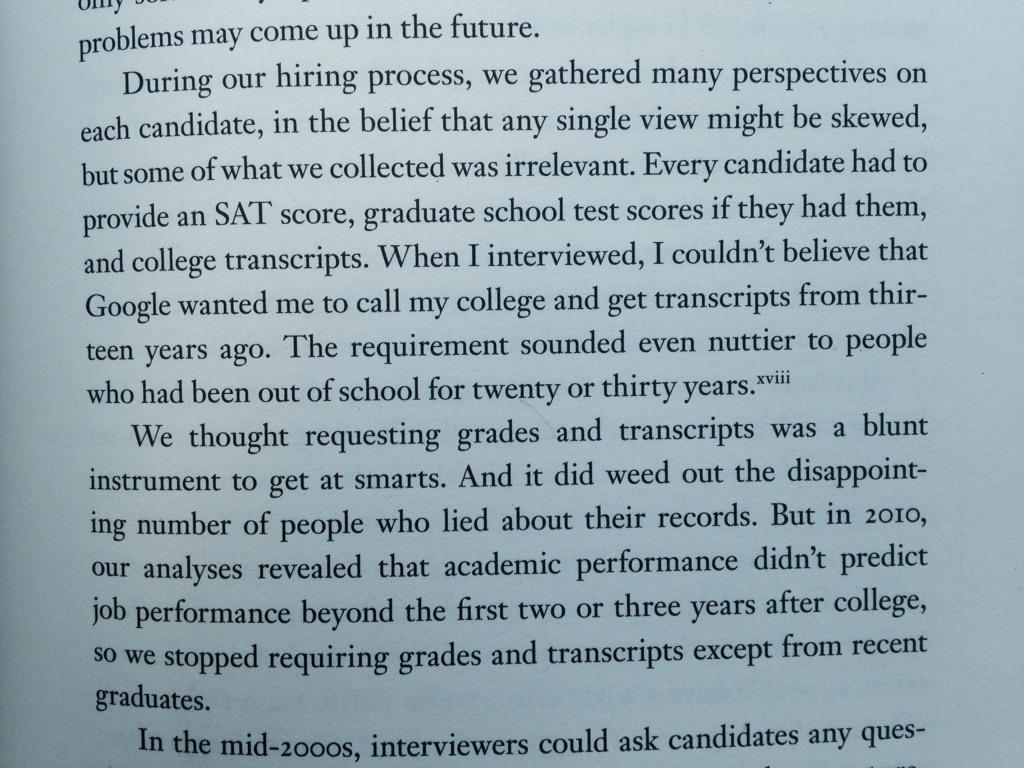 problems may come up in the future.
During our hiring process, we gathered many perspectives on
each candidate, in the belief that any single view might be skewed,
but some of what we collected was irrelevant. Every candidate had to
provide an SAT score, graduate school test scores if they had them,
and college transcripts. When I interviewed, I couldn’t believe that
Google wanted me to call my college and get transcripts from thir-
teen years ago. The requirement sounded even nuttier to people
who had been out of school for twenty or thirty years.xviii
We thought requesting grades and transcripts was a blunt
instrument to get at smarts. And it did weed out the disappoint-
ing number of people who lied about their records. But in 2010,
our analyses revealed that academic performance didn’t predict
job performance beyond the first two or three years after college,
so we stopped requiring grades and transcripts except from recent
graduates.
In the mid-2000s, interviewers could ask candidates any ques-